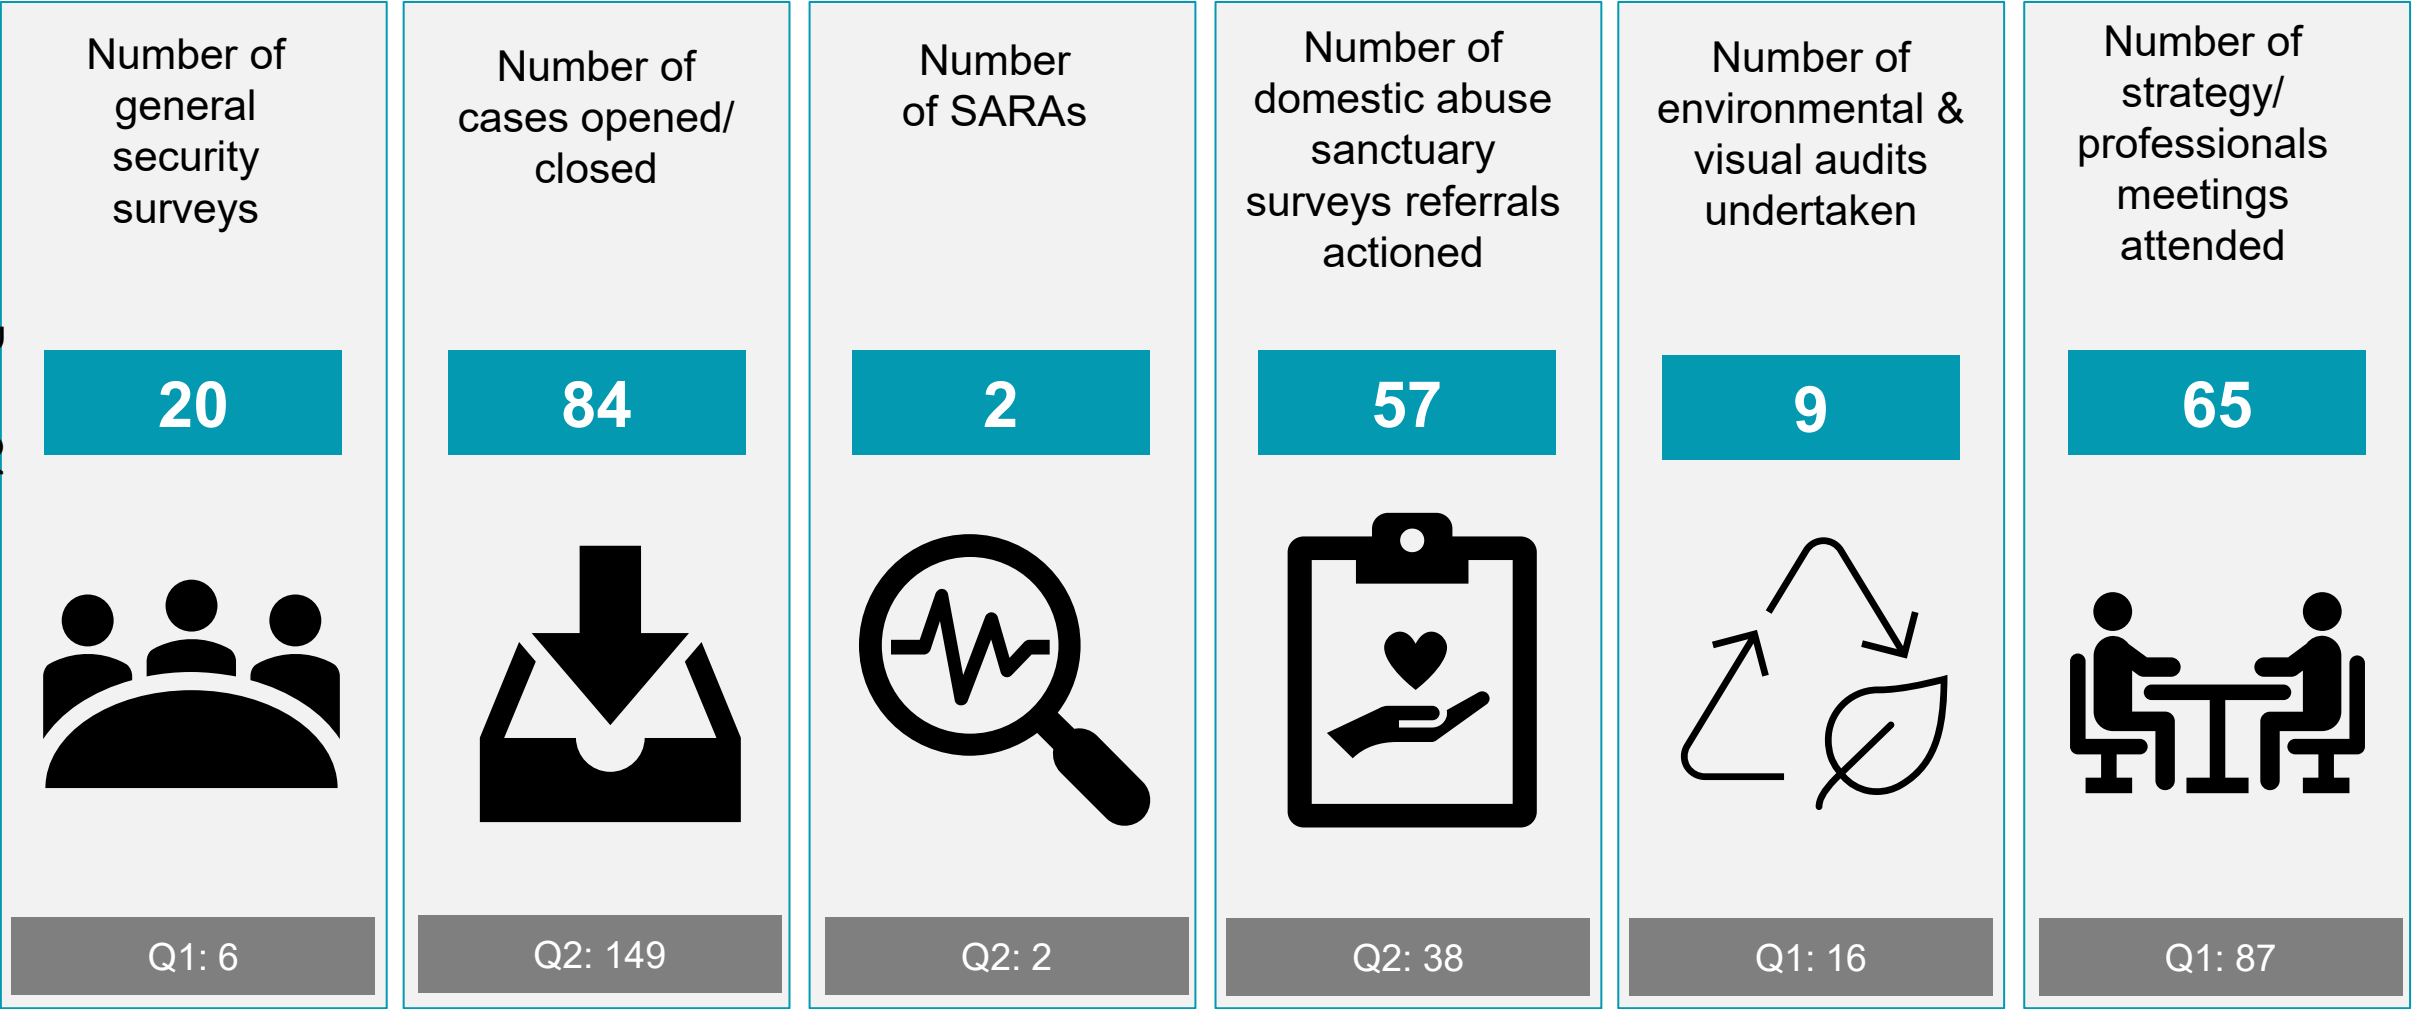 Number of
general
security
surveys
20
Q1: 6
Number of
cases opened/
closed
84
Q2: 149
Number
of SARAs
2
Q2: 2
Number of
domestic abuse
sanctuary
surveys referrals
actioned
57
Q2: 38
Number of
environmental &
visual audits
undertaken
9
Q1: 16
Number of
strategy/
professionals
meetings
attended
65
Q1: 87